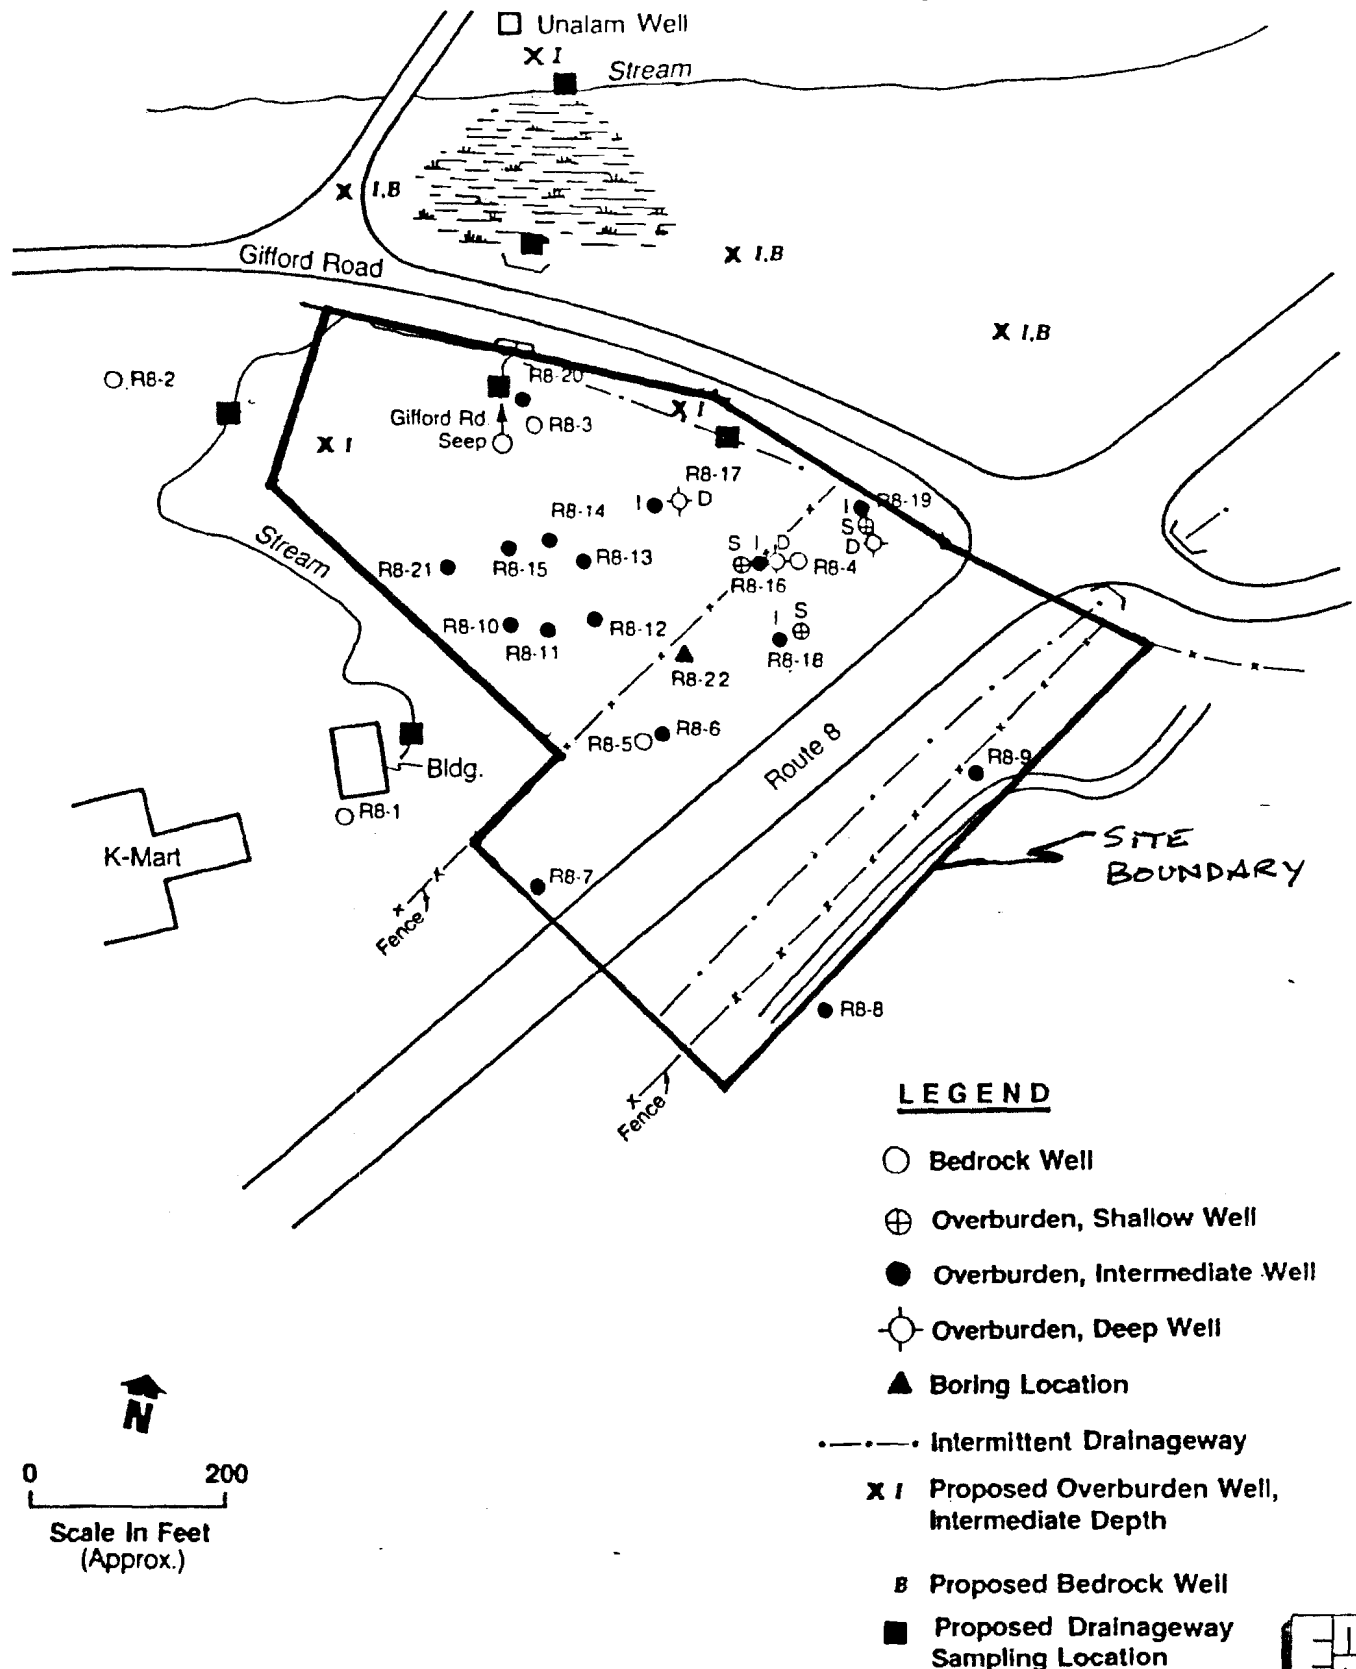 Unalam Well
X I
Stream
X I,B
X I,B
Gifford Road
X I,B
R8-2
R8-20
X I
Gifford Rd.
Seep
R8-3
X I
R8-17
I D
R8-19
I
S
D
R8-14
R8-13
R8-15
R8-21
Stream
S I D
R8-4
R8-16
R8-10
R8-12
R8-11
I S
R8-18
R8-22
R8-5
R8-6
Route 8
R8-9
Bldg.
R8-1
K-Mart
SITE
BOUNDARY
R8-7
Fence
R8-8
Fence
LEGEND
Bedrock Well
Overburden, Shallow Well
Overburden, Intermediate Well
Overburden, Deep Well
Boring Location
Intermittent Drainageway
X I Proposed Overburden Well,
Intermediate Depth
B Proposed Bedrock Well
Proposed Drainageway
Sampling Location
N
0 200
Scale In Feet
(Approx.)